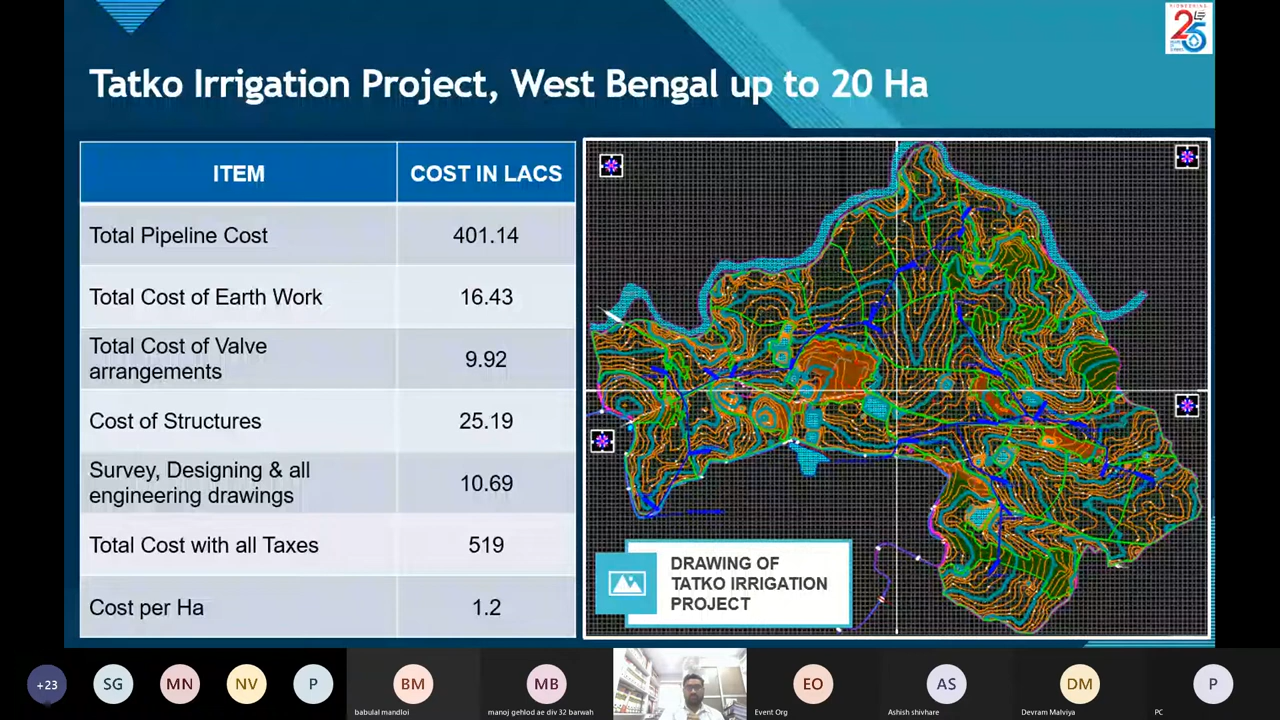 Tatko Irrigation Project, West Bengal up to 20 Ha
25
ITEM
COST IN LACS
Total Pipeline Cost
401.14
Total Cost of Earth Work
16.43
Total Cost of Valve
arrangements
9.92
Cost of Structures
25.19
Survey, Designing & all
engineering drawings
10.69
Total Cost with all Taxes
519
Cost per Ha
1.2
DRAWING OF
TATKO IRRIGATION
PROJECT
+23
SG
MN
NV
P
BM
babulal mandloi
MB
manoj gehlod ae div 32 barwah
EO
Event Org
AS
Ashish shivhare
DM
Devram Malviya
P
PC